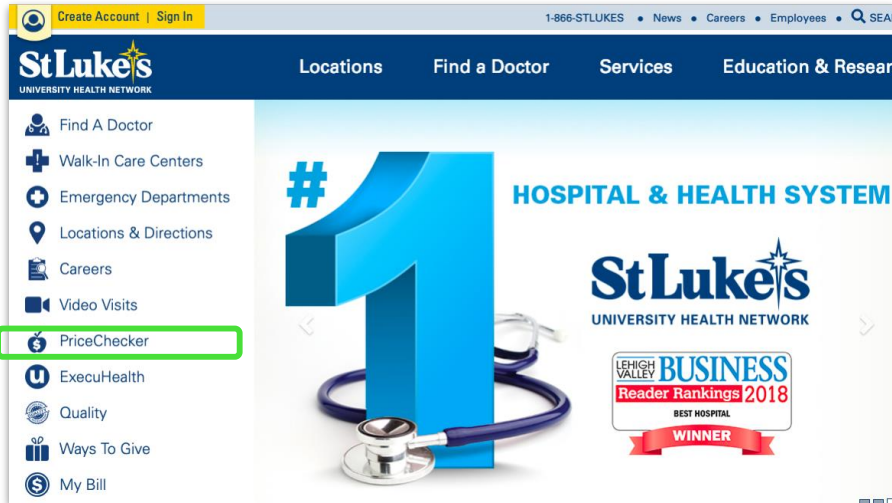 Create Account | Sign In
1-866-STLUKES • News • Careers • Employees •
StLuke's
UNIVERSITY HEALTH NETWORK
Locations Find a Doctor Services Education &
Find A Doctor
Walk-In Care Centers
Emergency Departments
Locations & Directions
Careers
Video Visits
PriceChecker
ExecuHealth
Quality
Ways To Give
My Bill
#1
HOSPITAL & HEALTH SYSTEM
StLuke's
UNIVERSITY HEALTH NETWORK
LEHIGH VALLEY BUSINESS
Reader Rankings 2018
BEST HOSPITAL
WINNER